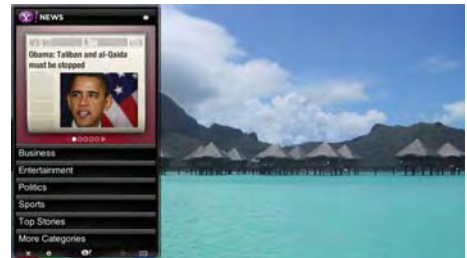 Y! NEWS
Obama: Taliban and al-Qaida
must be stopped
Business
Entertainment
Politics
Sports
Top Stories
More Categories